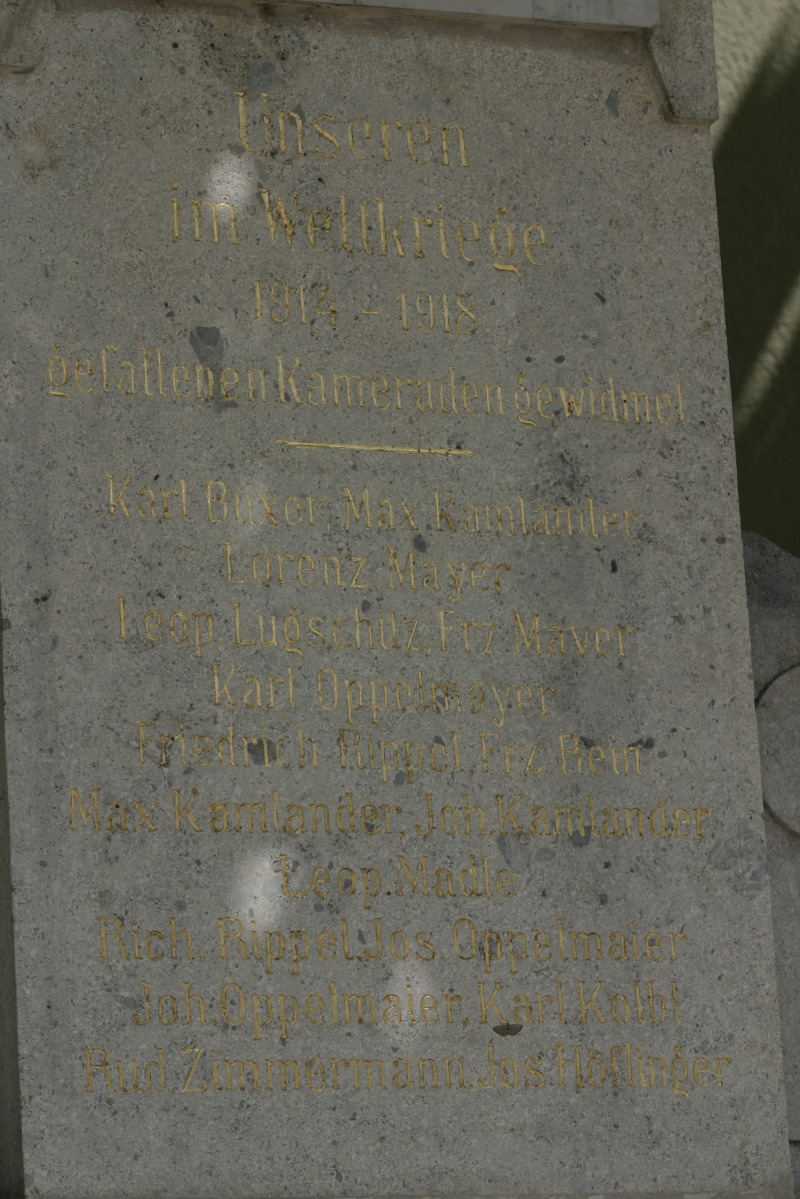 Unseren
im Weltkriege
1914 - 1918
gefallenen Kameraden gewidmet
Karl Buxer, Max Kamlander,
Lorenz Mayer
Leop. Lugschitz, Frz. Mayer
Karl Oppelmayer
Friedrich Rippel, Frz. Rein
Max Kamlander, Joh. Kamlander
Leop. Madle
Rich. Rippel, Jos. Oppelmaier
Joh. Oppelmaier, Karl Kolbl
Rud Zimmermann, Jos Höflinger